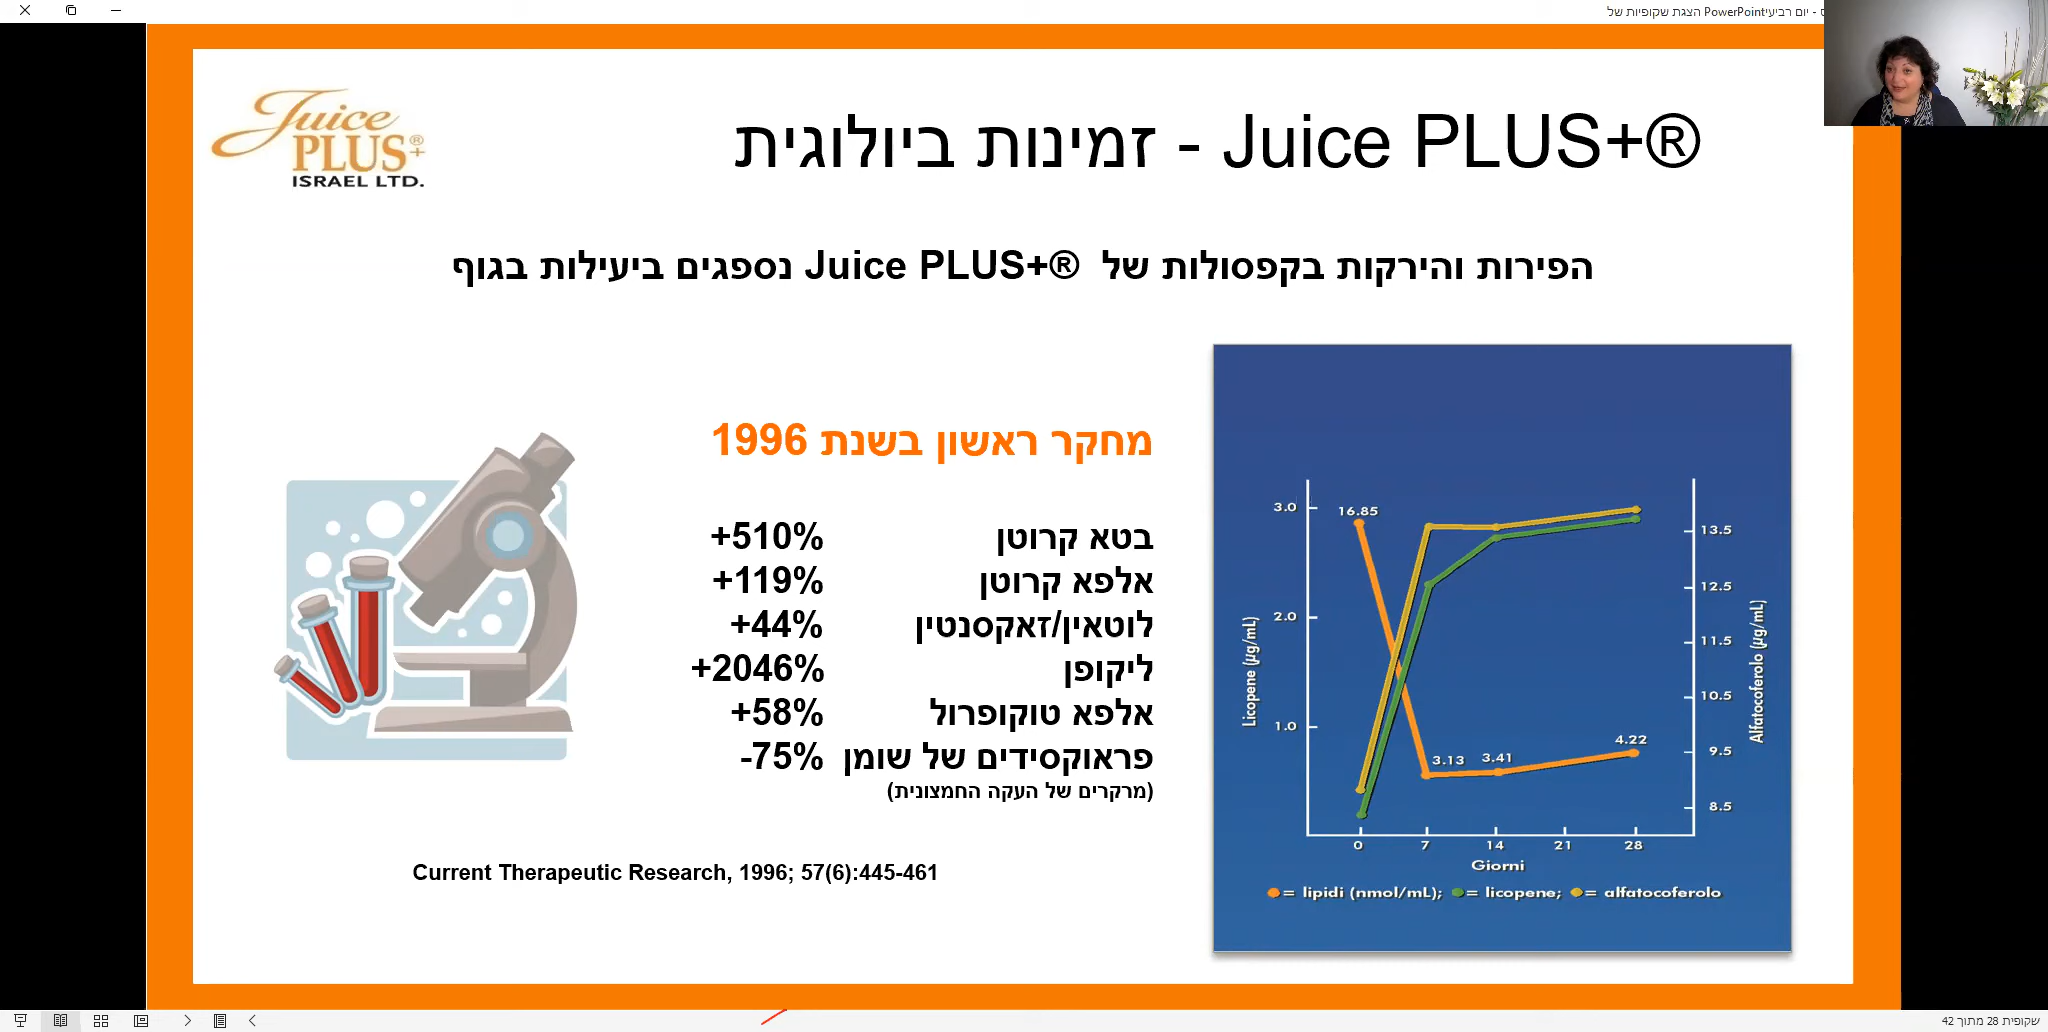 הצגת שקופיות של PowerPoint - יום רביעי
Juice
PLUS+®
ISRAEL LTD.
Juice PLUS+® - זמינות ביולוגית
הפירות והירקות בקפסולות של Juice PLUS+® נספגים ביעילות בגוף
מחקר ראשון בשנת 1996
בטא קרוטן +510%
אלפא קרוטן +119%
לוטאין/זאקסנטין +44%
ליקופן +2046%
אלפא טוקופרול +58%
פראוקסידים של שומן -75%
(מרקרים של העקה החמצונית)
Current Therapeutic Research, 1996; 57(6):445-461
Licopene (µg/mL)
3.0
2.0
1.0
16.85
3.13
3.41
4.22
13.5
12.5
11.5
10.5
9.5
8.5
Alfatocoferolo (µg/mL)
0 7 14 21 28
Giorni
= lipidi (nmol/mL); = licopene; = alfatocoferolo
שקופית 28 מתוך 42